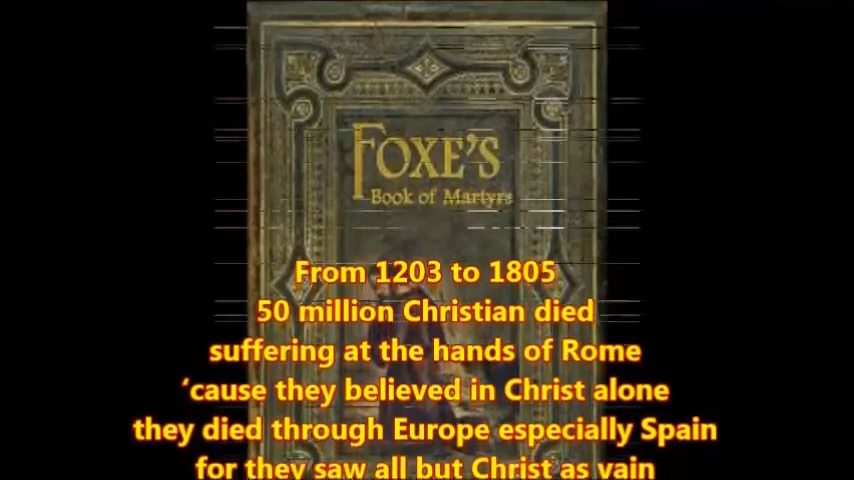 FOXE'S
Book of Martyrs
From 1203 to 1805
50 million Christian died
suffering at the hands of Rome
‘cause they believed in Christ alone
they died through Europe especially Spain
for they saw all but Christ as vain